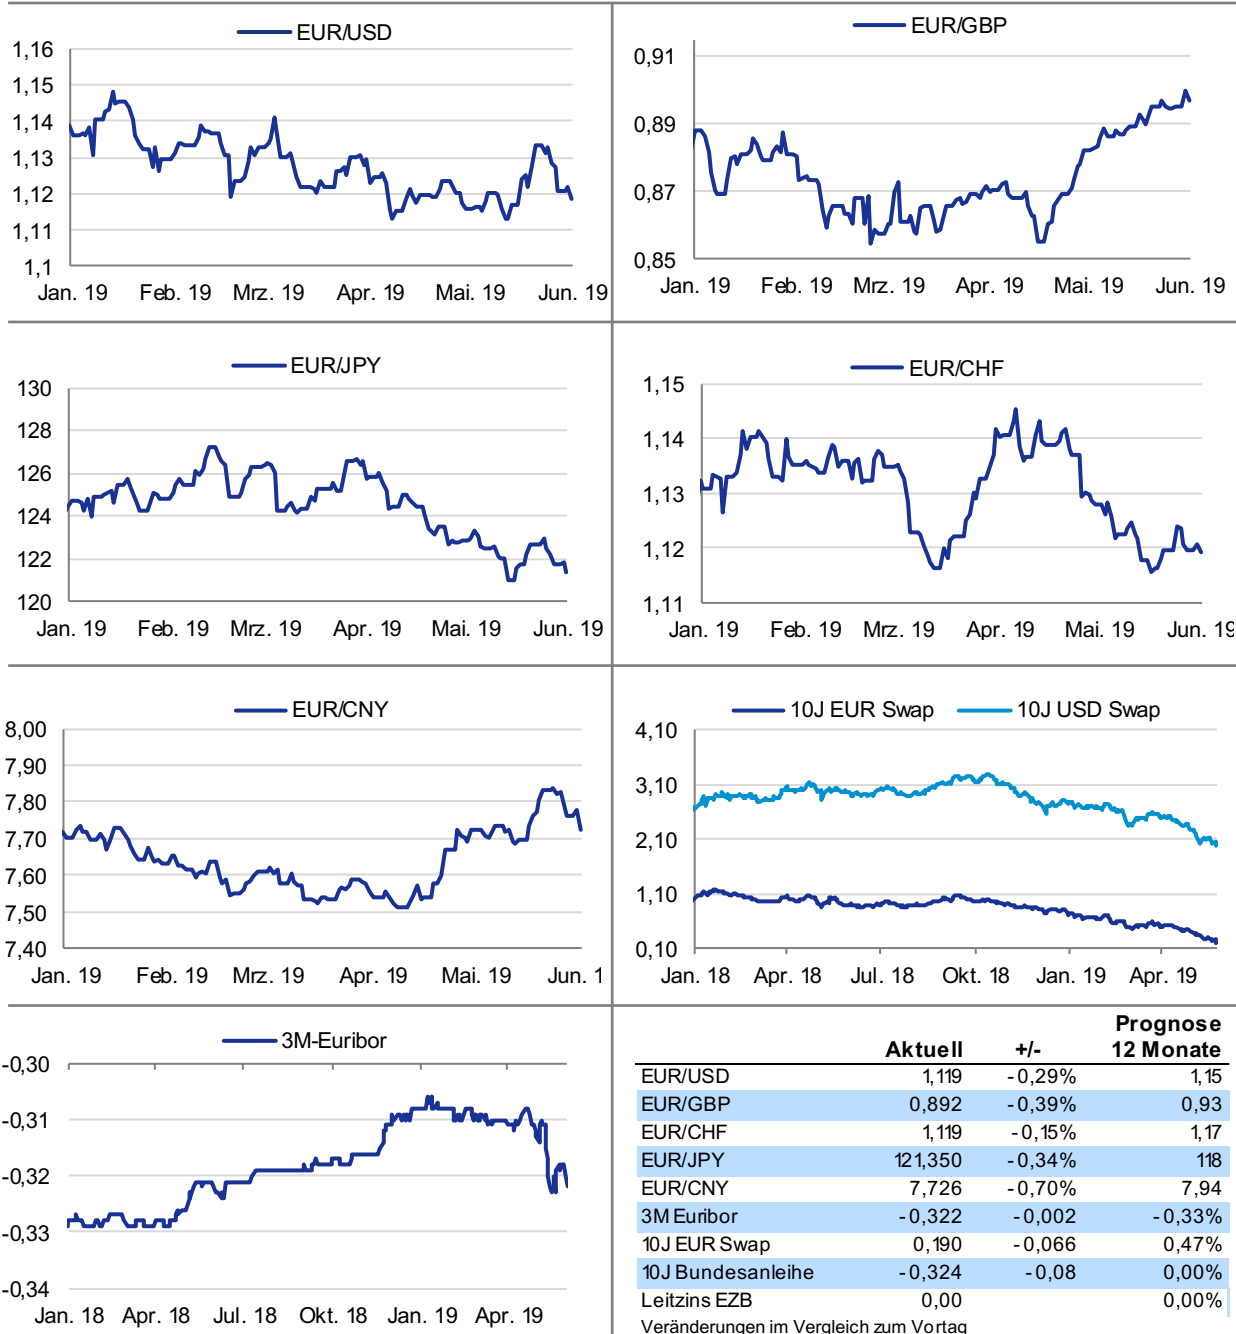 EUR/USD
1,16
1,15
1,14
1,13
1,12
1,11
1,1
Jan. 19 Feb. 19 Mrz. 19 Apr. 19 Mai. 19 Jun. 19
EUR/GBP
0,91
0,89
0,87
0,85
Jan. 19 Feb. 19 Mrz. 19 Apr. 19 Mai. 19 Jun. 19
EUR/JPY
130
128
126
124
122
120
Jan. 19 Feb. 19 Mrz. 19 Apr. 19 Mai. 19 Jun. 19
EUR/CHF
1,15
1,14
1,13
1,12
1,11
Jan. 19 Feb. 19 Mrz. 19 Apr. 19 Mai. 19 Jun. 19
EUR/CNY
8,00
7,90
7,80
7,70
7,60
7,50
7,40
Jan. 19 Feb. 19 Mrz. 19 Apr. 19 Mai. 19 Jun. 1
10J EUR Swap 10J USD Swap
4,10
3,10
2,10
1,10
0,10
Jan. 18 Apr. 18 Jul. 18 Okt. 18 Jan. 19 Apr. 19
3M-Euribor
-0,30
-0,31
-0,32
-0,33
-0,34
Jan. 18 Apr. 18 Jul. 18 Okt. 18 Jan. 19 Apr. 19
Prognose
Aktuell +/- 12 Monate
EUR/USD 1,119 -0,29% 1,15
EUR/GBP 0,892 -0,39% 0,93
EUR/CHF 1,119 -0,15% 1,17
EUR/JPY 121,350 -0,34% 118
EUR/CNY 7,726 -0,70% 7,94
3M Euribor -0,322 -0,002 -0,33%
10J EUR Swap 0,190 -0,066 0,47%
10J Bundesanleihe -0,324 -0,08 0,00%
Leitzins EZB 0,00 0,00%
Veränderungen im Vergleich zum Vortag